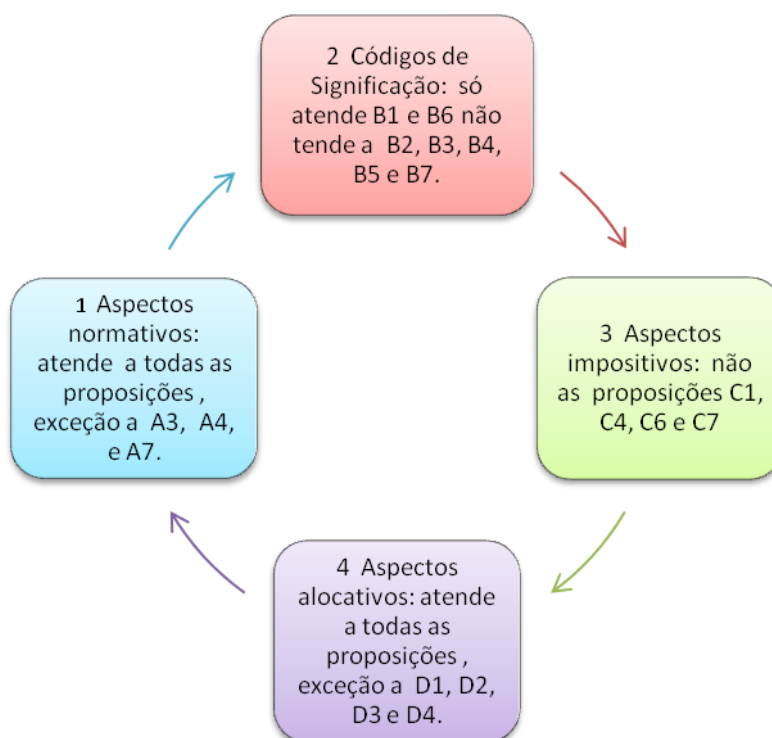 2 Códigos de
Significação: só
atende B1 e B6 não
tende a B2, B3, B4,
B5 e B7.
1 Aspectos
normativos:
atende a todas as
proposições ,
exceção a A3, A4,
e A7.
3 Aspectos
impositivos: não
as proposições C1,
C4, C6 e C7
4 Aspectos
alocativos: atende
a todas as
proposições ,
exceção a D1, D2,
D3 e D4.